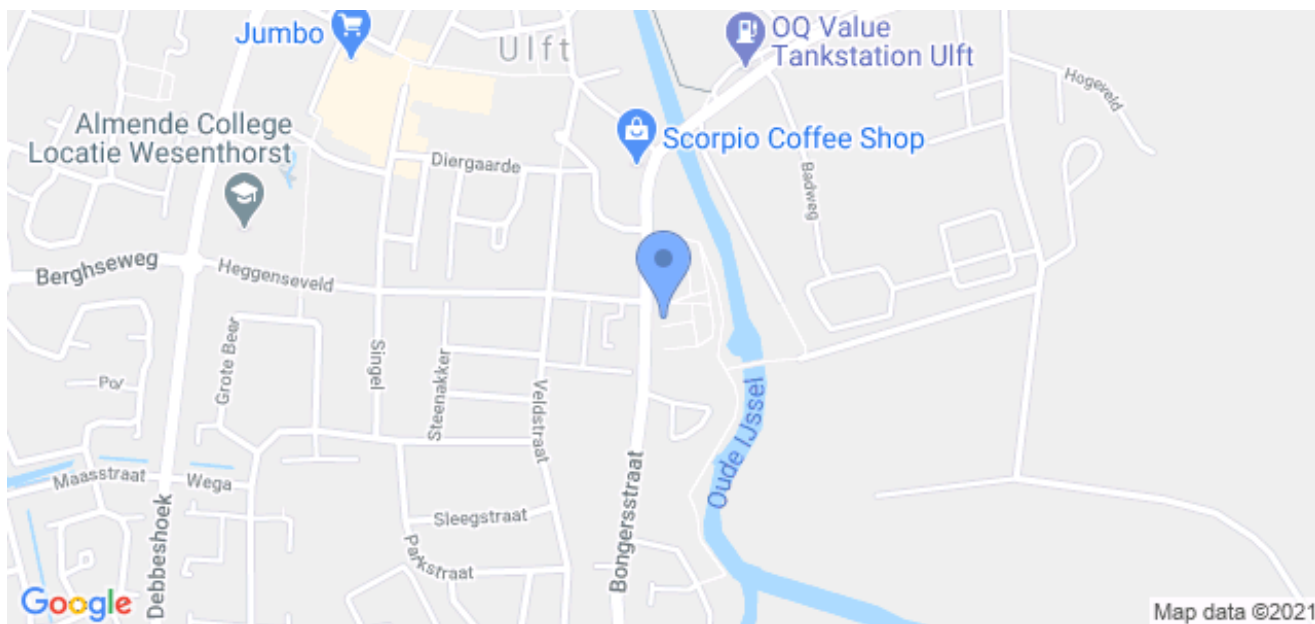 Jumbo
Ulft
OQ Value
Tankstation Ulft
Hogeveld
Almende College
Locatie Wesenthorst
Scorpio Coffee Shop
Diergaarde
Badweg
Berghseweg
Heggenseveld
Grote Beer
Singel
Steenakker
Veldstraat
Oude IJssel
Maasstraat
Wega
Debbeshoek
Sleegstraat
Parkstraat
Bongersstraat
Google
Map data ©2021